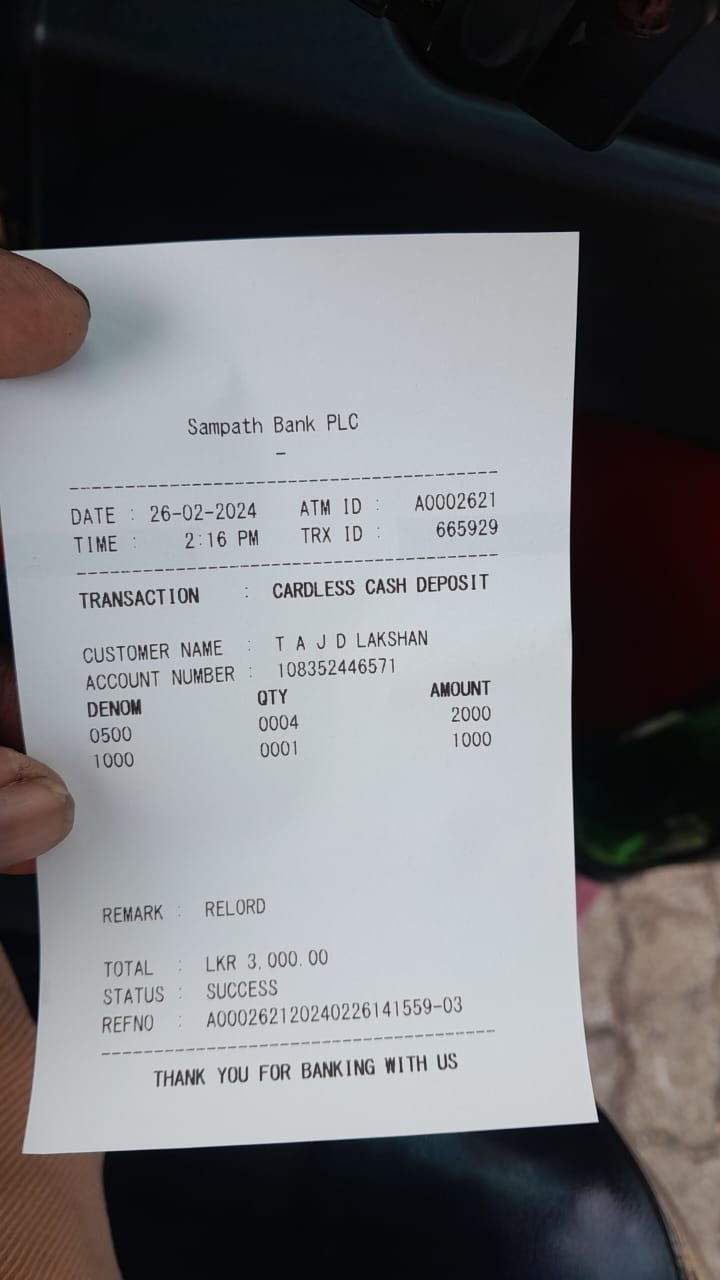 Sampath Bank PLC
-
--------------------------------------------------
DATE : 26-02-2024 ATM ID : A0002621
TIME : 2:16 PM TRX ID : 665929
--------------------------------------------------
TRANSACTION : CARDLESS CASH DEPOSIT
CUSTOMER NAME : T A J D LAKSHAN
ACCOUNT NUMBER : 108352446571
DENOM QTY AMOUNT
0500 0004 2000
1000 0001 1000
REMARK : RELORD
TOTAL : LKR 3,000.00
STATUS : SUCCESS
REFNO : A000262120240226141559-03
--------------------------------------------------
THANK YOU FOR BANKING WITH US